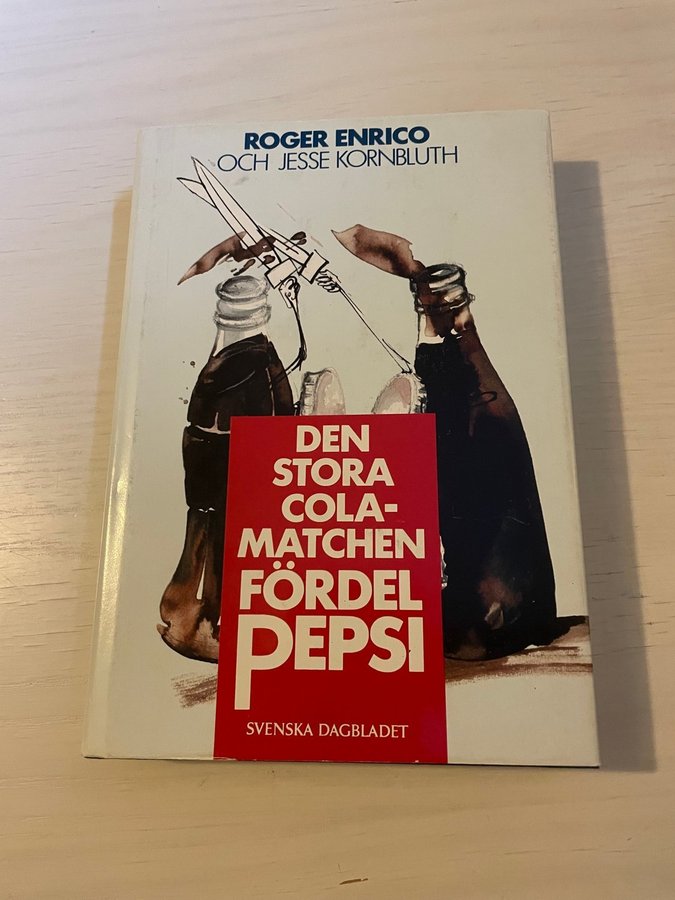 ROGER ENRICO
OCH JESSE KORNBLUTH
DEN
STORA
COLA-
MATCHEN
FÖRDEL
PEPSI
SVENSKA DAGBLADET